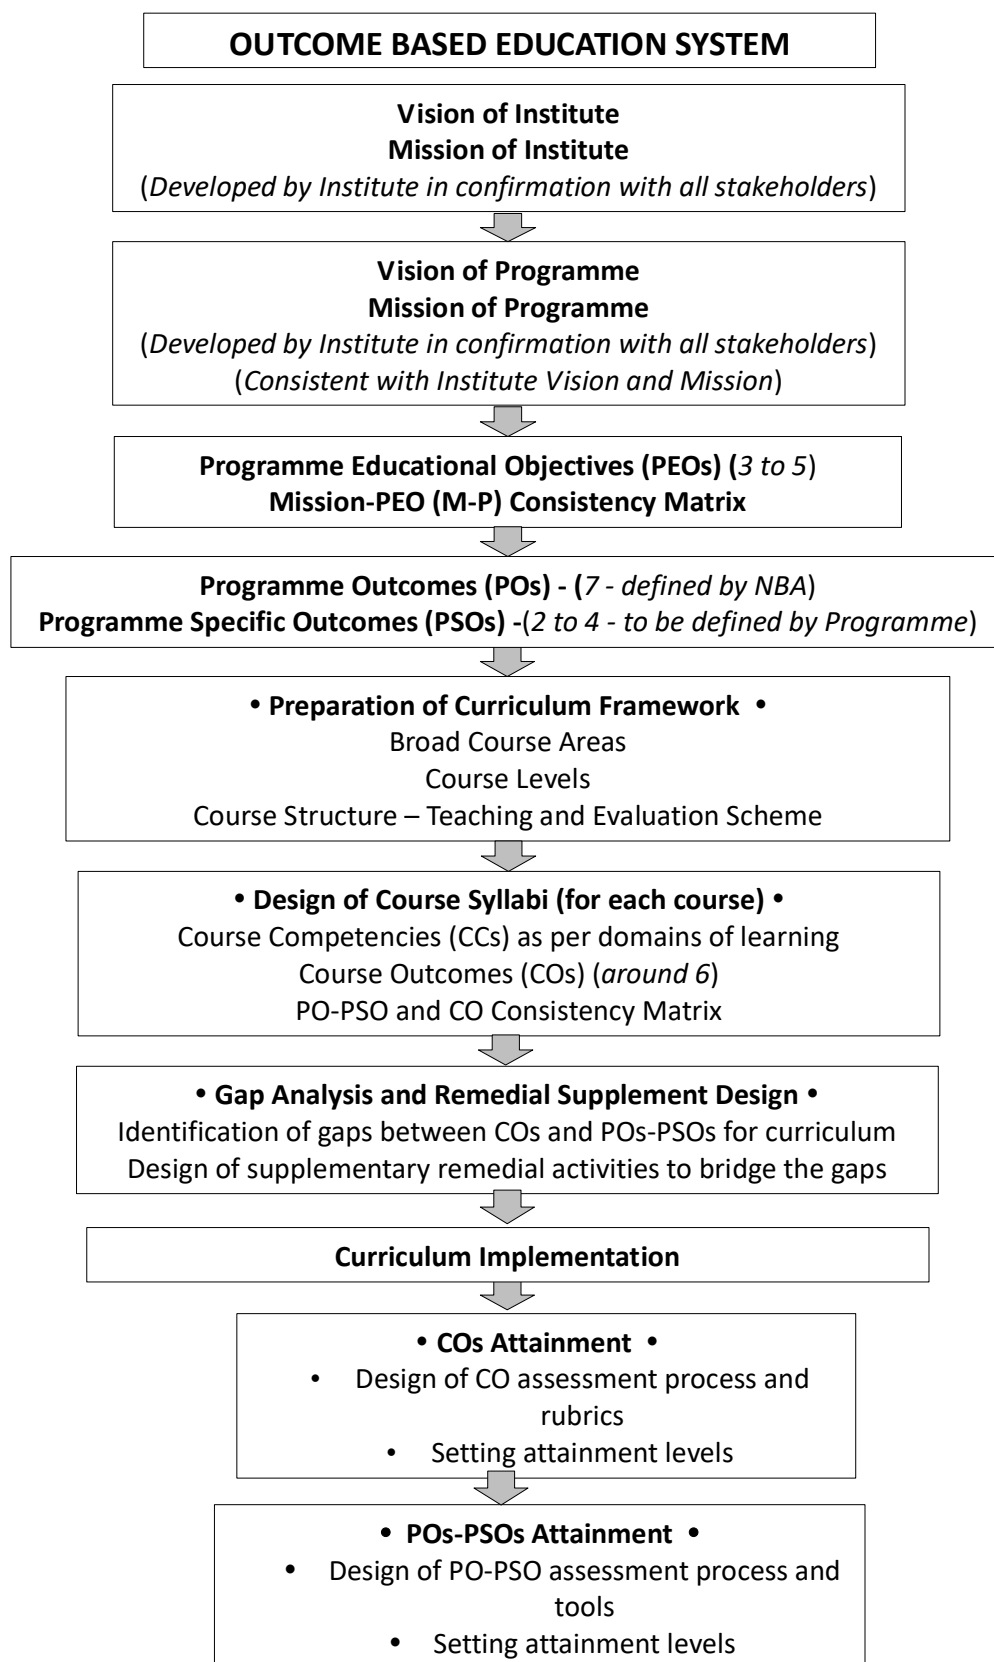 OUTCOME BASED EDUCATION SYSTEM
Vision of Institute
Mission of Institute
(Developed by Institute in confirmation with all stakeholders)
Vision of Programme
Mission of Programme
(Developed by Institute in confirmation with all stakeholders)
(Consistent with Institute Vision and Mission)
Programme Educational Objectives (PEOs) (3 to 5)
Mission-PEO (M-P) Consistency Matrix
Programme Outcomes (POs) - (7 - defined by NBA)
Programme Specific Outcomes (PSOs) -(2 to 4 - to be defined by Programme)
• Preparation of Curriculum Framework •
Broad Course Areas
Course Levels
Course Structure – Teaching and Evaluation Scheme
• Design of Course Syllabi (for each course) •
Course Competencies (CCs) as per domains of learning
Course Outcomes (COs) (around 6)
PO-PSO and CO Consistency Matrix
• Gap Analysis and Remedial Supplement Design •
Identification of gaps between COs and POs-PSOs for curriculum
Design of supplementary remedial activities to bridge the gaps
Curriculum Implementation
• COs Attainment •
• Design of CO assessment process and
rubrics
• Setting attainment levels
• POs-PSOs Attainment •
• Design of PO-PSO assessment process and
tools
• Setting attainment levels